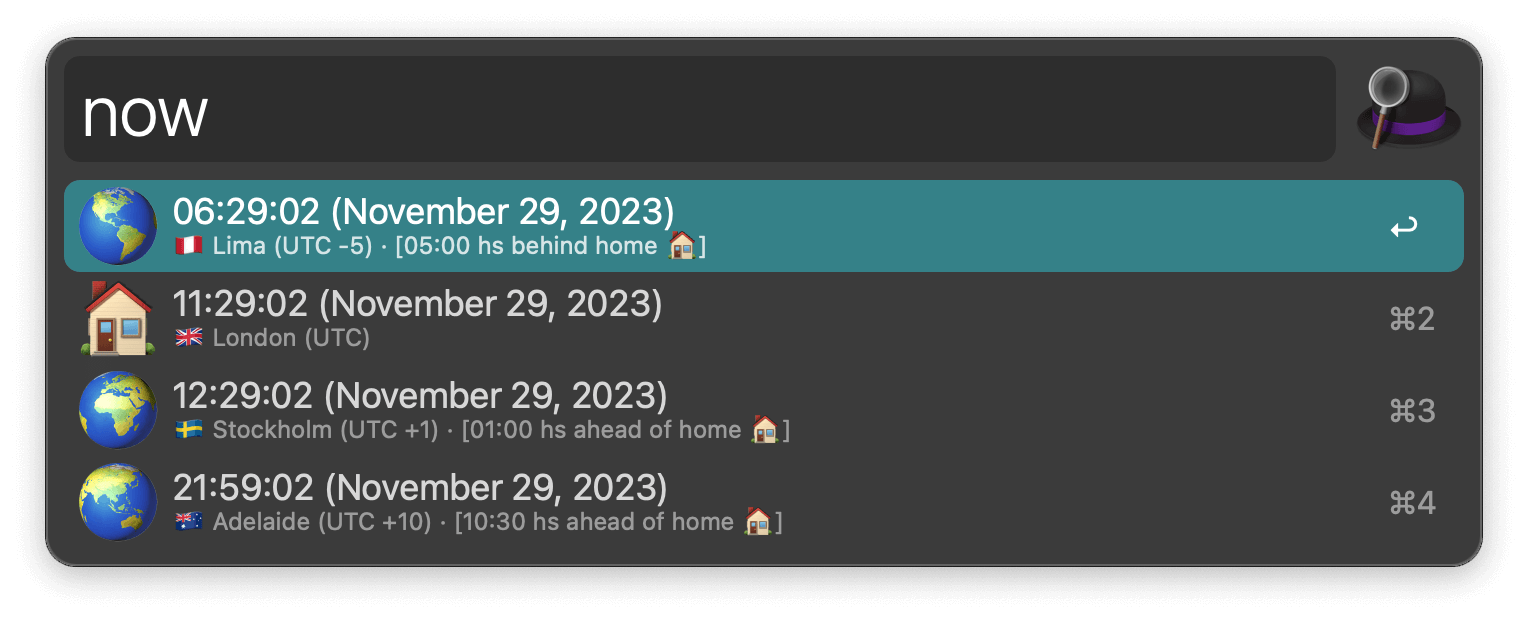 now
06:29:02 (November 29, 2023)
🇵🇪 Lima (UTC -5) · [05:00 hs behind home 🏠]
↩
11:29:02 (November 29, 2023)
🇬🇧 London (UTC)
⌘2
12:29:02 (November 29, 2023)
🇸🇪 Stockholm (UTC +1) · [01:00 hs ahead of home 🏠]
⌘3
21:59:02 (November 29, 2023)
🇦🇺 Adelaide (UTC +10) · [10:30 hs ahead of home 🏠]
⌘4